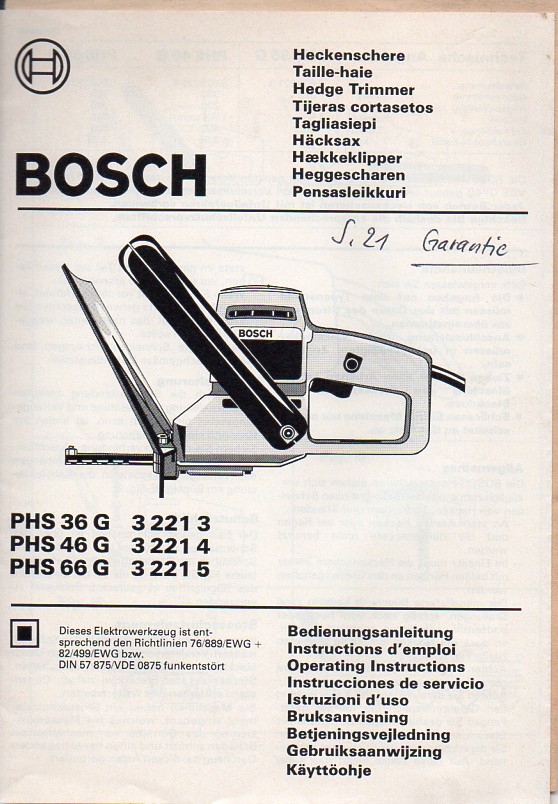 Heckenschere
Taille-haie
Hedge Trimmer
Tijeras cortasetos
Tagliasiepi
Häcksax
Hækkeklipper
Heggescharen
Pensasleikkuri
BOSCH
S. 21 Garantie
BOSCH
PHS 36 G 3 221 3
PHS 46 G 3 221 4
PHS 66 G 3 221 5
Dieses Elektrowerkzeug ist ent-
sprechend den Richtlinien 76/889/EWG +
82/499/EWG bzw.
DIN 57 875/VDE 0875 funkentstört
Bedienungsanleitung
Instructions d'emploi
Operating Instructions
Instrucciones de servicio
Istruzioni d'uso
Bruksanvisning
Betjeningsvejledning
Gebruiksaanwijzing
Käyttöohje